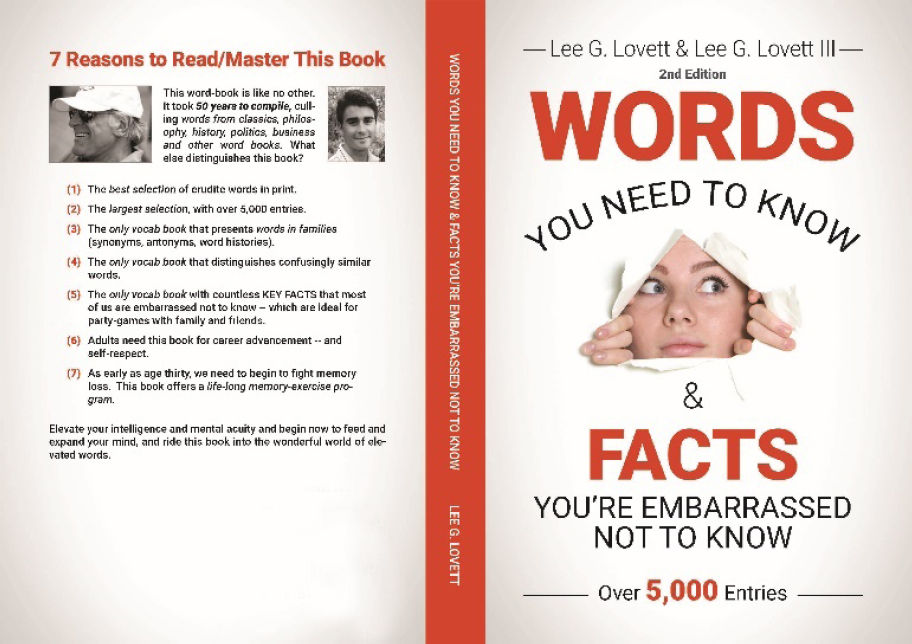 7 Reasons to Read/Master This Book
This word-book is like no other.
It took 50 years to compile, cull-
ing words from classics, philos-
ophy, history, politics, business
and other word books. What
else distinguishes this book?
(1) The best selection of erudite words in print.
(2) The largest selection, with over 5,000 entries.
(3) The only vocab book that presents words in families
(synonyms, antonyms, word histories).
(4) The only vocab book that distinguishes confusingly similar
words.
(5) The only vocab book with countless KEY FACTS that most
of us are embarrassed not to know – which are ideal for
party-games with family and friends.
(6) Adults need this book for career advancement -- and
self-respect.
(7) As early as age thirty, we need to begin to fight memory
loss. This book offers a life-long memory-exercise pro-
gram.
Elevate your intelligence and mental acuity and begin now to feed and
expand your mind, and ride this book into the wonderful world of ele-
vated words.
WORDS YOU NEED TO KNOW & FACTS YOU'RE EMBARRASSED NOT TO KNOW LEE G. LOVETT
Lee G. Lovett & Lee G. Lovett III
2nd Edition
WORDS
YOU NEED TO KNOW
&
FACTS
YOU'RE EMBARRASSED
NOT TO KNOW
Over 5,000 Entries